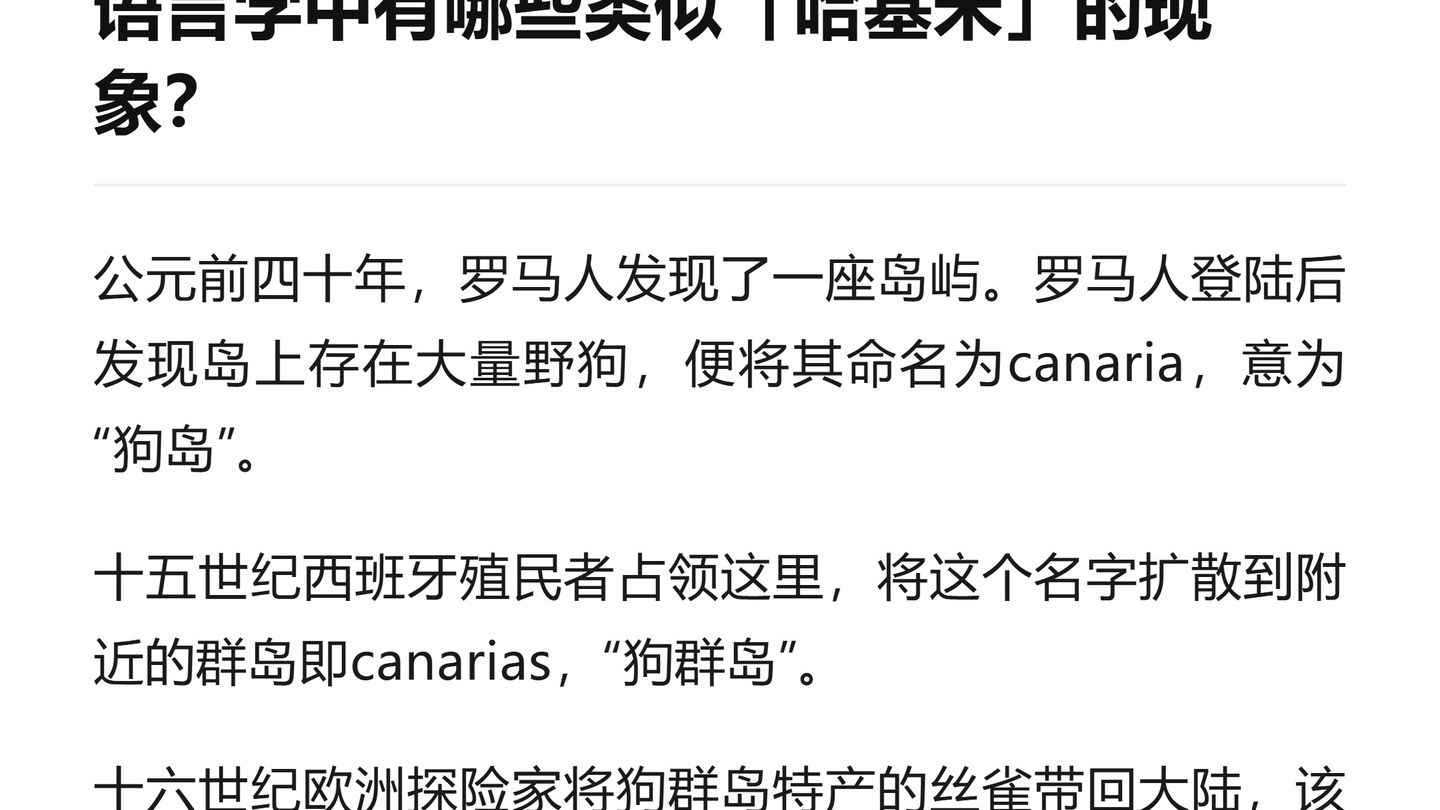 语言学中有哪些类似「哈基米」的现
象？
公元前四十年，罗马人发现了一座岛屿。罗马人登陆后
发现岛上存在大量野狗，便将其命名为canaria，意为
“狗岛”。
十五世纪西班牙殖民者占领这里，将这个名字扩散到附
近的群岛即canarias，“狗群岛”。
十六世纪欧洲探险家将狗群岛特产的丝雀带回大陆，该